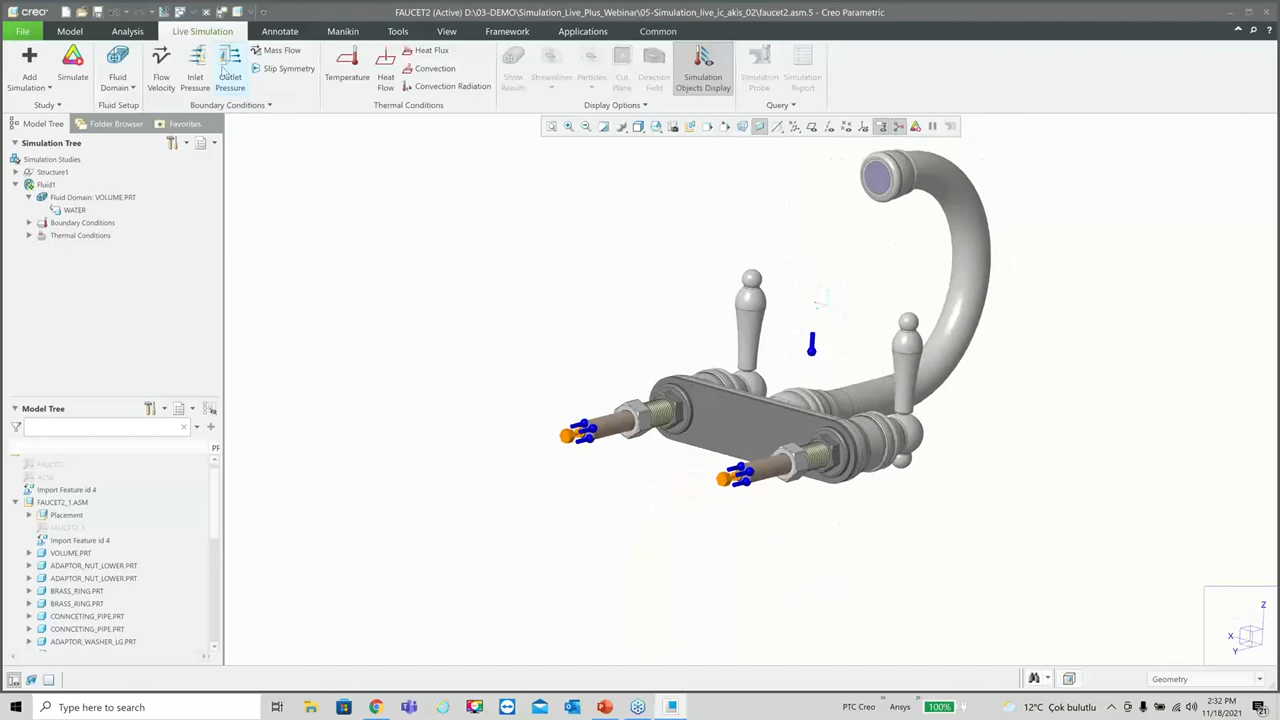 creo
FAUCET2 (Active) D:\03-DEMO\Simulation_Live_Plus_Webinar\05-Simulation_live_ic_akis_02\faucet2.asm.5 - Creo Parametric
File
Model
Analysis
Live Simulation
Annotate
Manikin
Tools
View
Framework
Applications
Common
Add Simulation
Simulate
Fluid Domain
Flow Velocity
Inlet Pressure
Outlet Pressure
Mass Flow
Slip Symmetry
Temperature
Heat Flow
Heat Flux
Convection
Convection Radiation
Show Results
Streamlines
Particles
Cut Plane
Direction Field
Simulation Objects Display
Simulation Probe
Simulation Report
Study
Fluid Setup
Boundary Conditions
Thermal Conditions
Display Options
Query
Model Tree
Folder Browser
Favorites
Simulation Tree
Simulation Studies
Structure1
Fluid1
Fluid Domain: VOLUME.PRT
WATER
Boundary Conditions
Thermal Conditions
Model Tree
Import Feature id 4
FAUCET2_1.ASM
Placement
Import Feature id 4
VOLUME.PRT
ADAPTOR_NUT_LOWER.PRT
ADAPTOR_NUT_LOWER.PRT
BRASS_RING.PRT
BRASS_RING.PRT
CONNCETING_PIPE.PRT
CONNCETING_PIPE.PRT
ADAPTOR_WASHER_LG.PRT
Z
X
Y
Geometry
Type here to search
PTC Creo
Ansys
100%
12°C Çok bulutlu
2:32 PM
11/18/2021